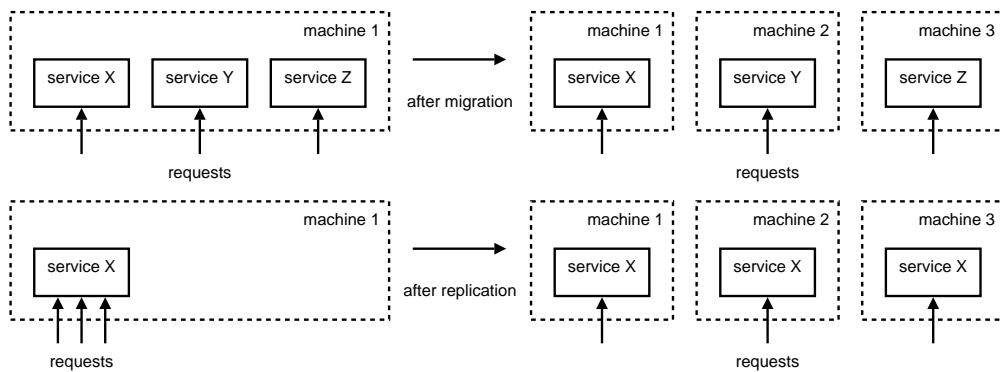 machine 1
machine 1
machine 2
machine 3
service X
service Y
service Z
service X
service Y
service Z
after migration
requests
requests
machine 1
machine 1
machine 2
machine 3
service X
service X
service X
service X
after replication
requests
requests